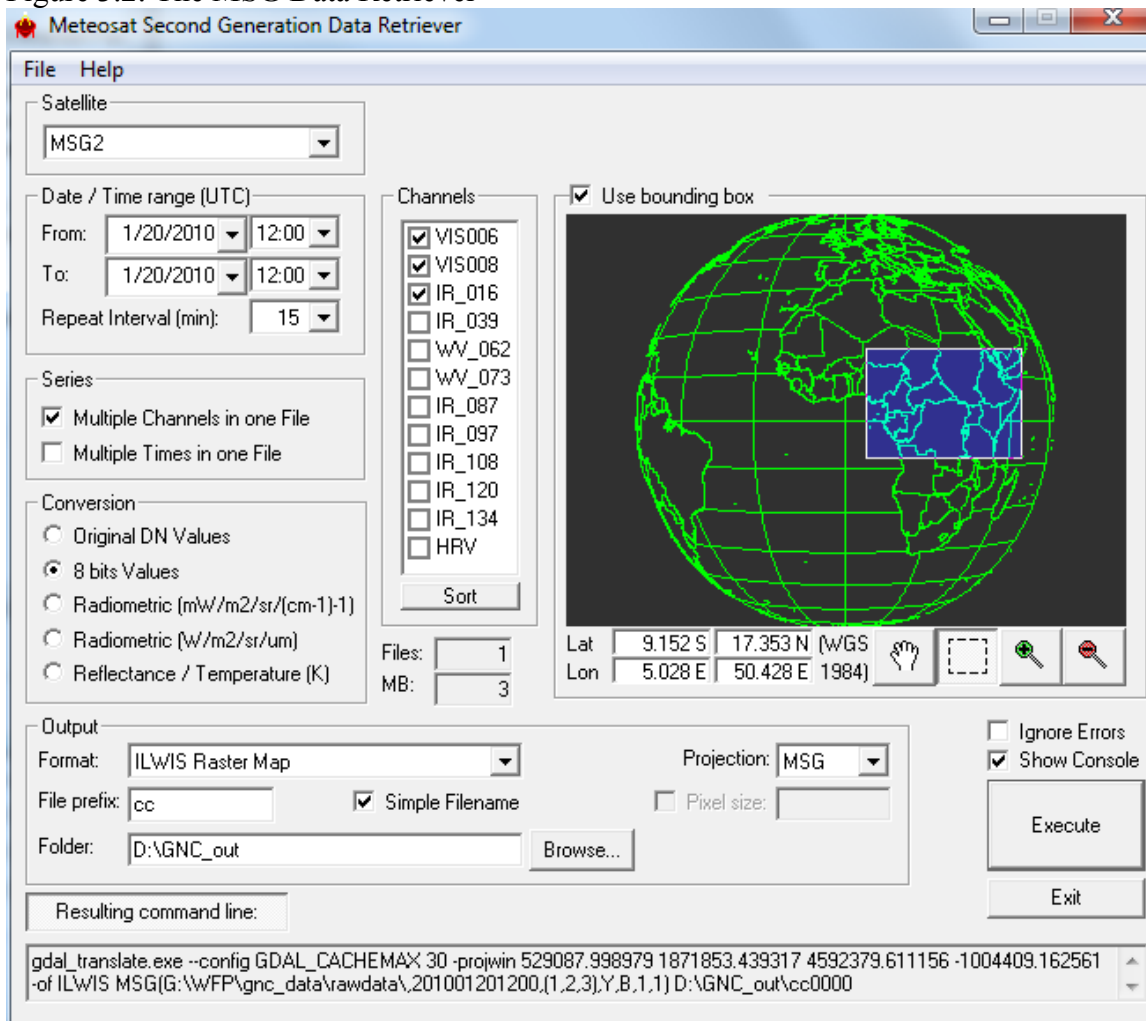 Figure 3.2: The MSG Data Retriever
Meteosat Second Generation Data Retriever
File Help
Satellite
MSG2
Date / Time range (UTC)
From: 1/20/2010 12:00
To: 1/20/2010 12:00
Repeat Interval (min): 15
Series
Multiple Channels in one File
Multiple Times in one File
Conversion
Original DN Values
8 bits Values
Radiometric (mW/m2/sr/(cm-1)-1)
Radiometric (W/m2/sr/um)
Reflectance / Temperature (K)
Channels
VIS006
VIS008
IR_016
IR_039
WV_062
WV_073
IR_087
IR_097
IR_108
IR_120
IR_134
HRV
Sort
Files: 1
MB: 3
Use bounding box
Lat 9.152 S 17.353 N (WGS
Lon 5.028 E 50.428 E 1984)
Output
Format: ILWIS Raster Map
Projection: MSG
File prefix: cc
Simple Filename
Pixel size:
Folder: D:\GNC_out
Browse...
Ignore Errors
Show Console
Execute
Exit
Resulting command line:
gdal_translate.exe --config GDAL_CACHEMAX 30 -projwin 529087.998979 1871853.439317 4592379.611156 -1004409.162561
-of ILWIS MSG(G:\WFP\gnc_data\rawdata\,201001201200,(1,2,3),Y,B,1,1) D:\GNC_out\cc0000